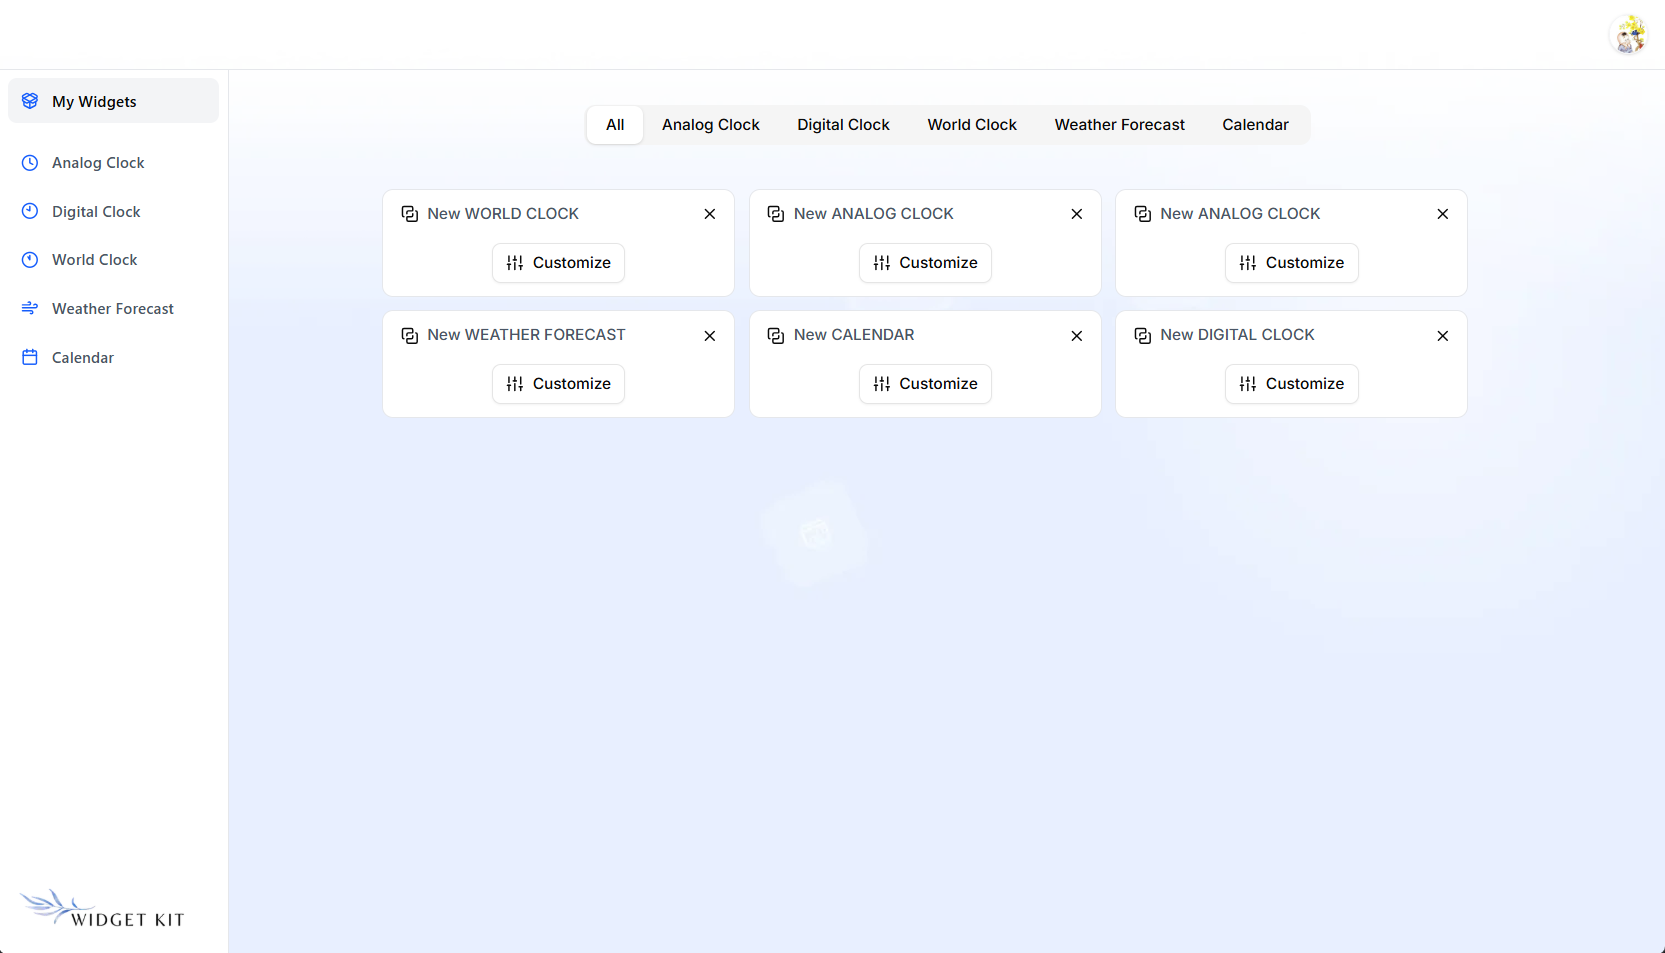 My Widgets
Analog Clock
Digital Clock
World Clock
Weather Forecast
Calendar
WIDGET KIT
All Analog Clock Digital Clock World Clock Weather Forecast Calendar
New WORLD CLOCK
Customize
New ANALOG CLOCK
Customize
New ANALOG CLOCK
Customize
New WEATHER FORECAST
Customize
New CALENDAR
Customize
New DIGITAL CLOCK
Customize